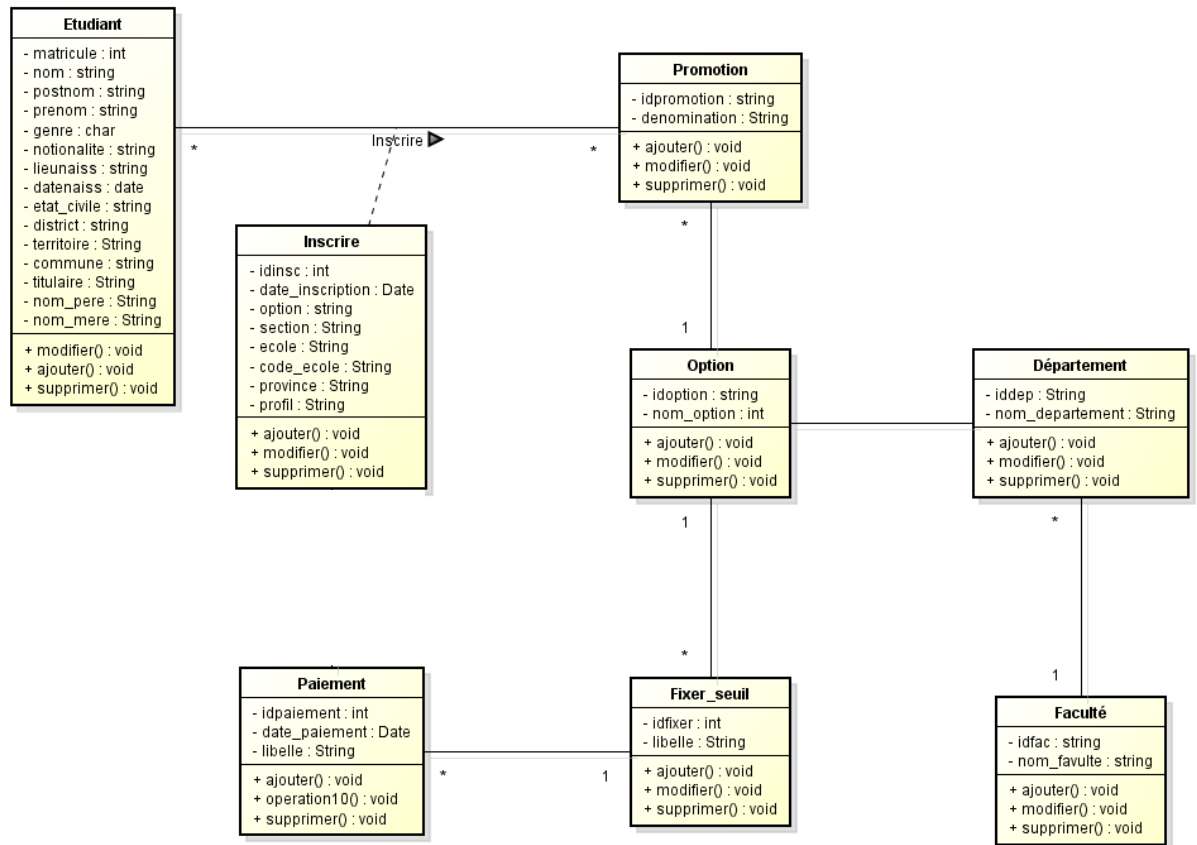 Etudiant
- matricule : int
- nom : string
- postnom : string
- prenom : string
- genre : char
- notionalite : string
- lieunaiss : string
- datenaiss : date
- etat_civile : string
- district : string
- territoire : String
- commune : string
- titulaire : String
- nom_pere : String
- nom_mere : String
+ modifier() : void
+ ajouter() : void
+ supprimer() : void
*
Inscrire
*
Promotion
- idpromotion : string
- denomination : String
+ ajouter() : void
+ modifier() : void
+ supprimer() : void
*
1
Inscrire
- idinsc : int
- date_inscription : Date
- option : string
- section : String
- ecole : String
- code_ecole : String
- province : String
- profil : String
+ ajouter() : void
+ modifier() : void
+ supprimer() : void
Option
- idoption : string
- nom_option : int
+ ajouter() : void
+ modifier() : void
+ supprimer() : void
1
*
Département
- iddep : String
- nom_departement : String
+ ajouter() : void
+ modifier() : void
+ supprimer() : void
*
1
Paiement
- idpaiement : int
- date_paiement : Date
- libelle : String
+ ajouter() : void
+ operation10() : void
+ supprimer() : void
*
1
Fixer_seuil
- idfixer : int
- libelle : String
+ ajouter() : void
+ modifier() : void
+ supprimer() : void
Faculté
- idfac : string
- nom_favulte : string
+ ajouter() : void
+ modifier() : void
+ supprimer() : void